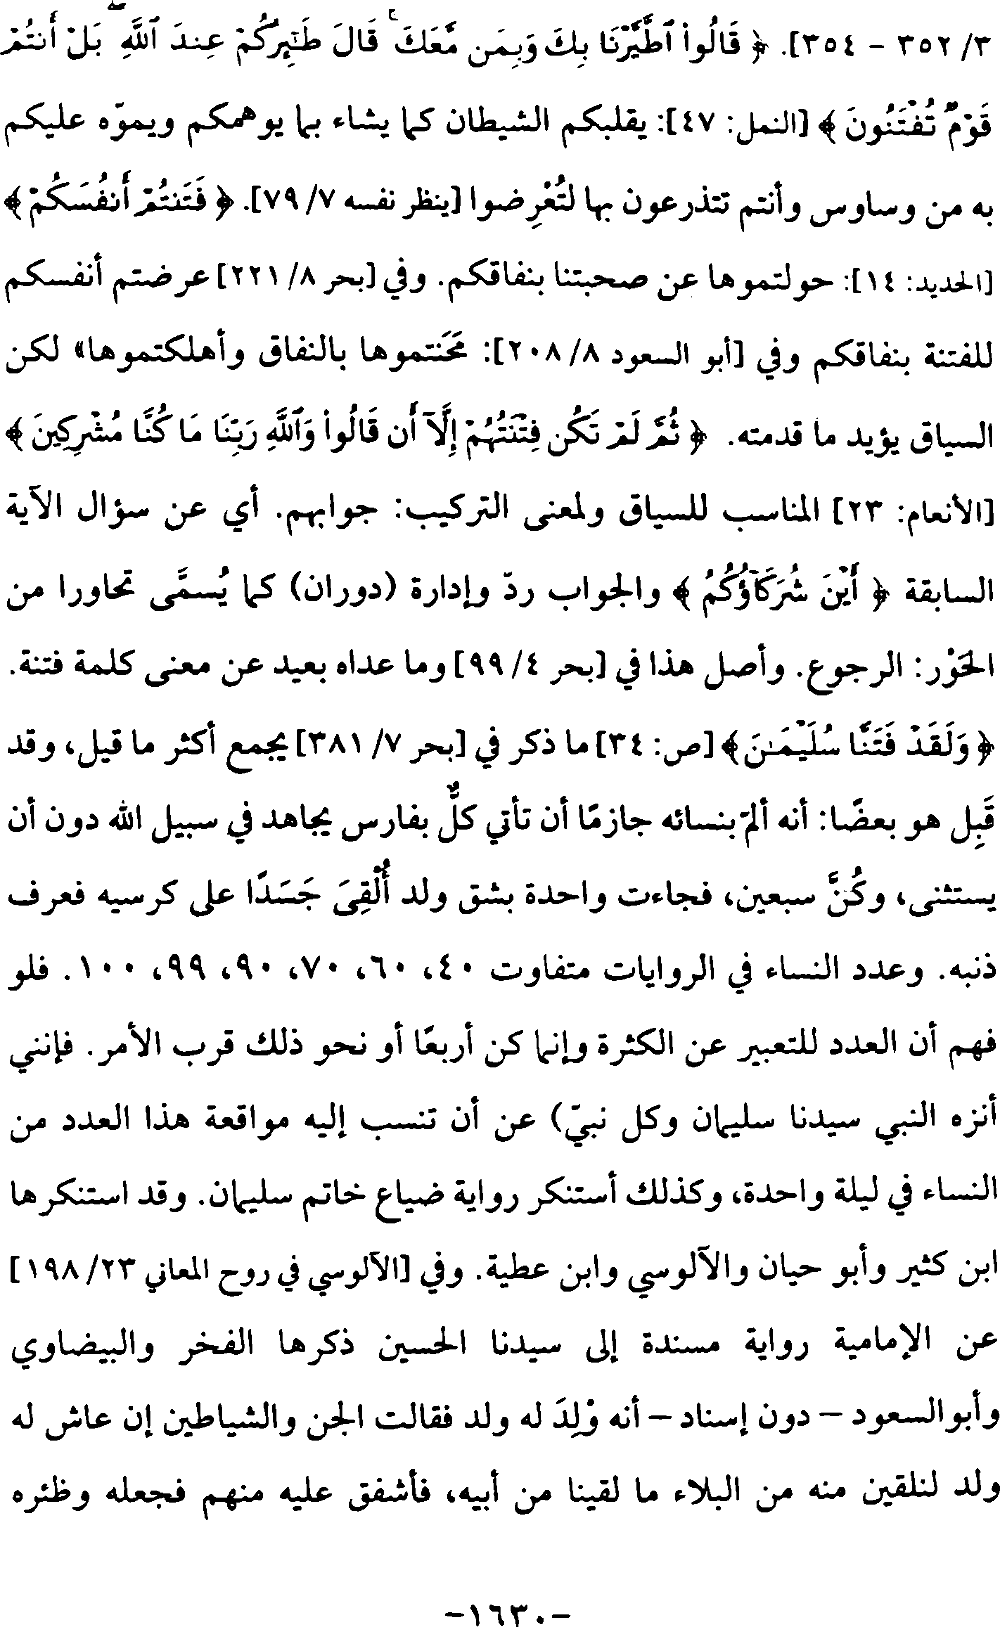 ٣/ ٣٥٢ - ٣٥٤]. ﴿ قَالُوا۟ ٱطَّيَّرْنَا بِكَ وَبِمَن مَّعَكَ ۚ قَالَ طَـٰٓئِرُكُمْ عِندَ ٱللَّهِ ۖ بَلْ أَنتُمْ
قَوْمٌ تُفْتَنُونَ ﴾ [النمل: ٤٧]: يقلبكم الشيطان كما يشاء بما يوهمكم ويموّه عليكم
به من وساوس وأنتم تتذرعون بها لتُعْرِضوا [ينظر نفسه ٧/ ٧٩]. ﴿ فَتَنتُمْ أَنفُسَكُمْ ﴾
[الحديد: ١٤]: حولتموها عن صحبتنا بنفاقكم. وفي [بحر ٨/ ٢٢١] عرضتم أنفسكم
للفتنة بنفاقكم وفي [أبو السعود ٨/ ٢٠٨]: مَحَنتموها بالنفاق وأهلكتموها» لكن
السياق يؤيد ما قدمته. ﴿ ثُمَّ لَمْ تَكُن فِتْنَتُهُمْ إِلَّآ أَن قَالُوا۟ وَٱللَّهِ رَبِّنَا مَا كُنَّا مُشْرِكِينَ ﴾
[الأنعام: ٢٣] المناسب للسياق ولمعنى التركيب: جوابهم. أي عن سؤال الآية
السابقة ﴿ أَيْنَ شُرَكَآؤُكُمُ ﴾ والجواب ردّ وإدارة (دوران) كما يُسمَّى تحاورا من
الحَوْر: الرجوع. وأصل هذا في [بحر ٤/ ٩٩] وما عداه بعيد عن معنى كلمة فتنة.
﴿ وَلَقَدْ فَتَنَّا سُلَيْمَـٰنَ﴾ [ص: ٣٤] ما ذكر في [بحر ٧/ ٣٨١] يجمع أكثر ما قيل، وقد
قَبِل هو بعضًا: أنه ألمّ بنسائه جازمًا أن تأتي كلٌّ بفارس يجاهد في سبيل الله دون أن
يستثنى، وكُنَّ سبعين، فجاءت واحدة بشق ولد أُلْقِىَ جَسَدًا على كرسيه فعرف
ذنبه. وعدد النساء في الروايات متفاوت ٤٠، ٦٠، ٧٠، ٩٠، ٩٩، ١٠٠. فلو
فهم أن العدد للتعبير عن الكثرة وإنما كن أربعًا أو نحو ذلك قرب الأمر. فإنني
أنزه النبي سيدنا سليمان وكل نبيّ) عن أن تنسب إليه مواقعة هذا العدد من
النساء في ليلة واحدة، وكذلك أستنكر رواية ضياع خاتم سليمان. وقد استنكرها
ابن كثير وأبو حيان والآلوسي وابن عطية. وفي [الآلوسي في روح المعاني ٢٣/ ١٩٨]
عن الإمامية رواية مسندة إلى سيدنا الحسين ذكرها الفخر والبيضاوي
وأبو السعود – دون إسناد – أنه وُلِدَ له ولد فقالت الجن والشياطين إن عاش له
ولد لنلقين منه من البلاء ما لقينا من أبيه، فأشفق عليه منهم فجعله وظئره
-١٦٣٠-